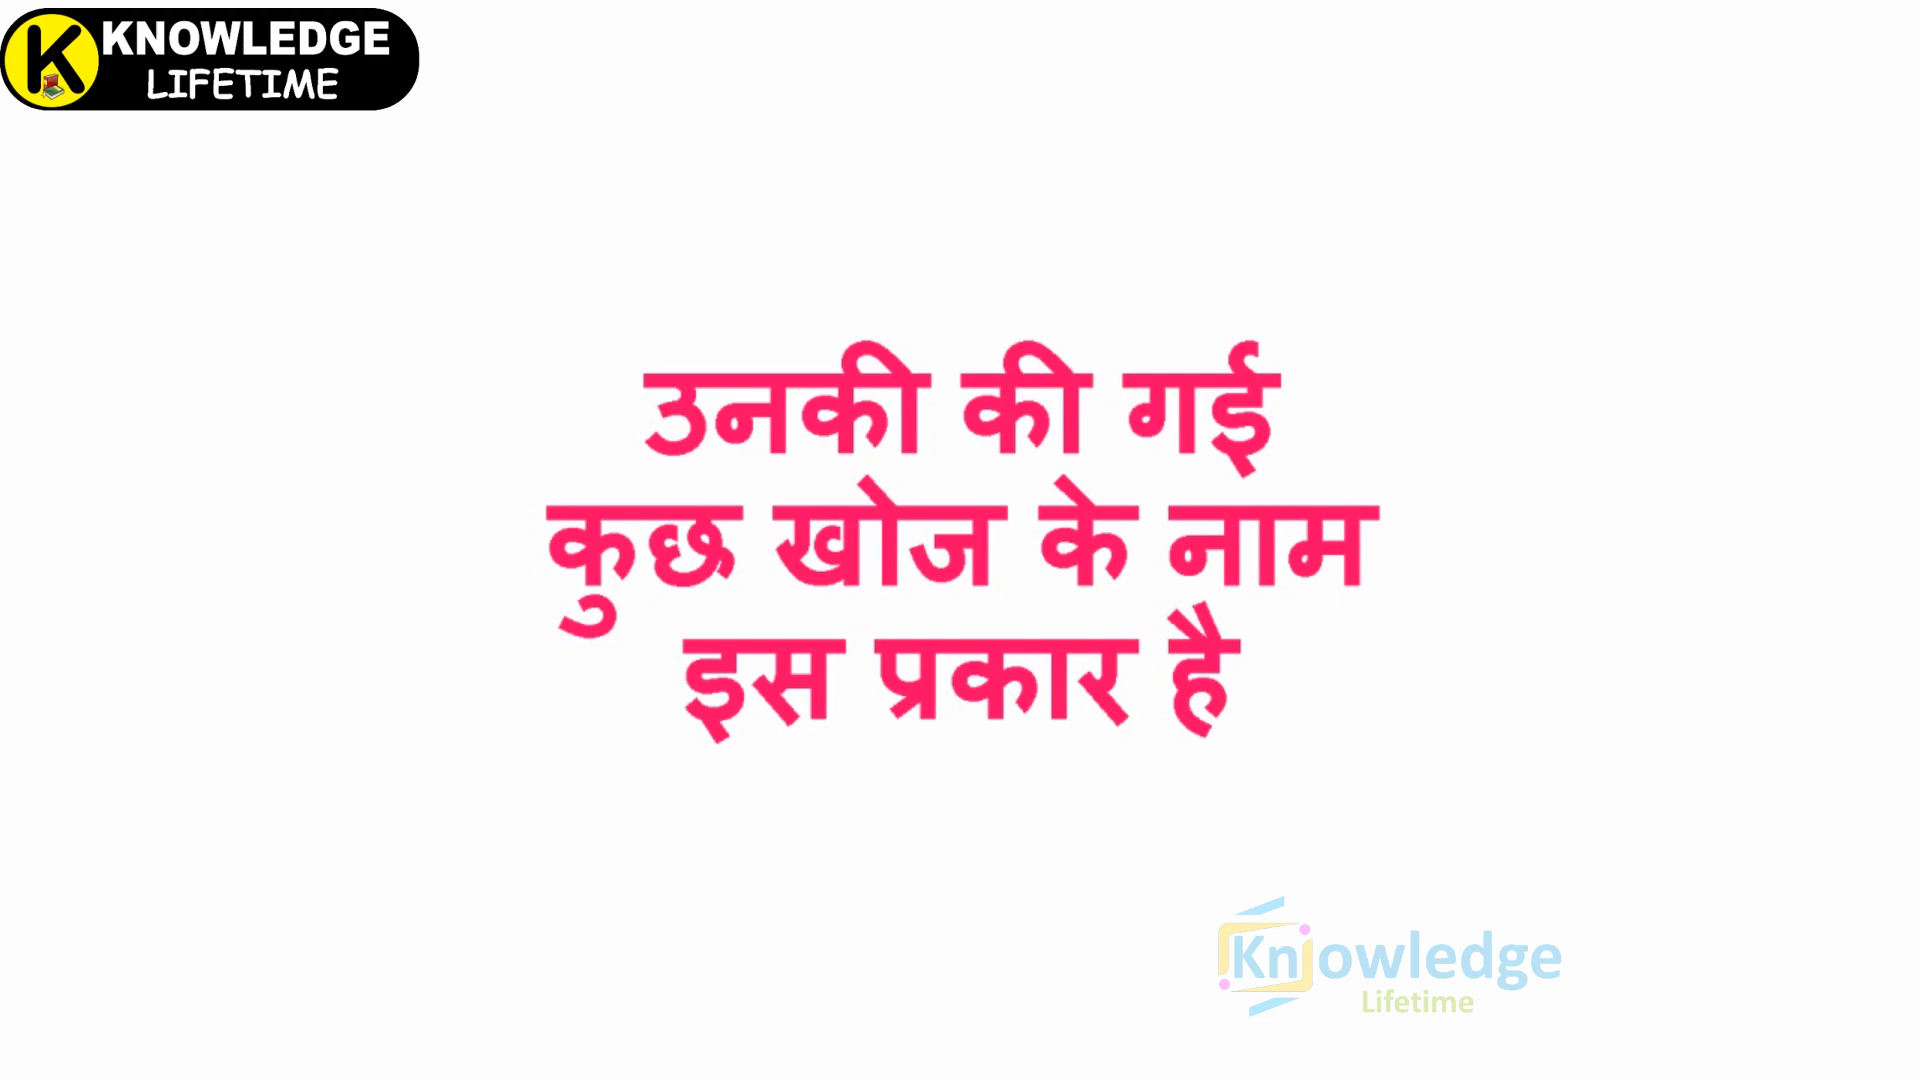 KNOWLEDGE
LIFETIME
उनकी की गई
कुछ खोज के नाम
इस प्रकार है
Knowledge
Lifetime